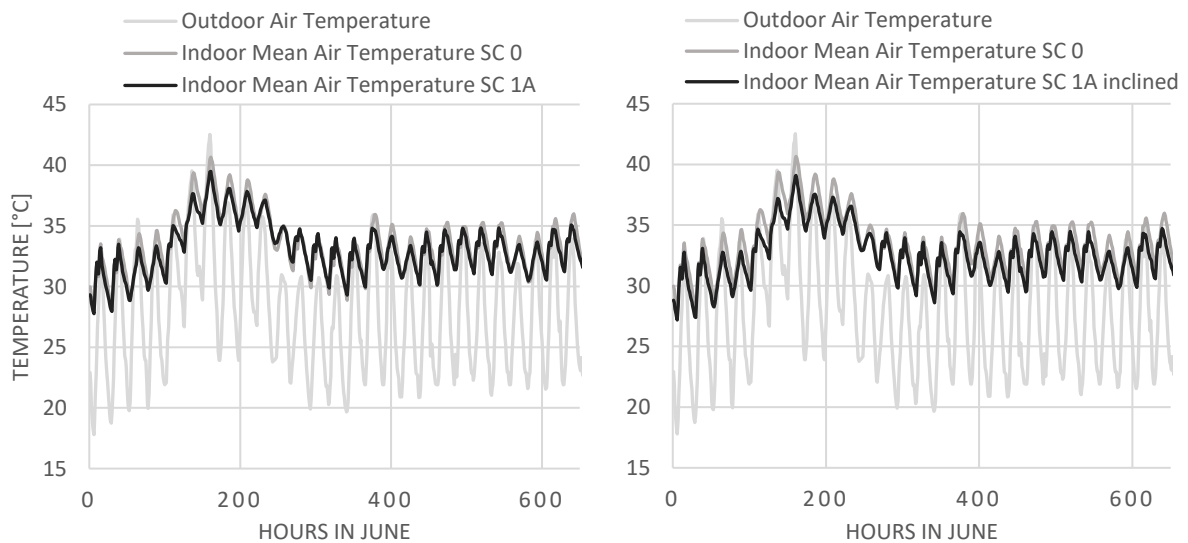 Outdoor Air Temperature
Indoor Mean Air Temperature SC 0
Indoor Mean Air Temperature SC 1A
45
40
35
30
25
20
15
TEMPERATURE [°C]
0
200
400
600
HOURS IN JUNE
Outdoor Air Temperature
Indoor Mean Air Temperature SC 0
Indoor Mean Air Temperature SC 1A inclined
45
40
35
30
25
20
15
0
200
400
600
HOURS IN JUNE